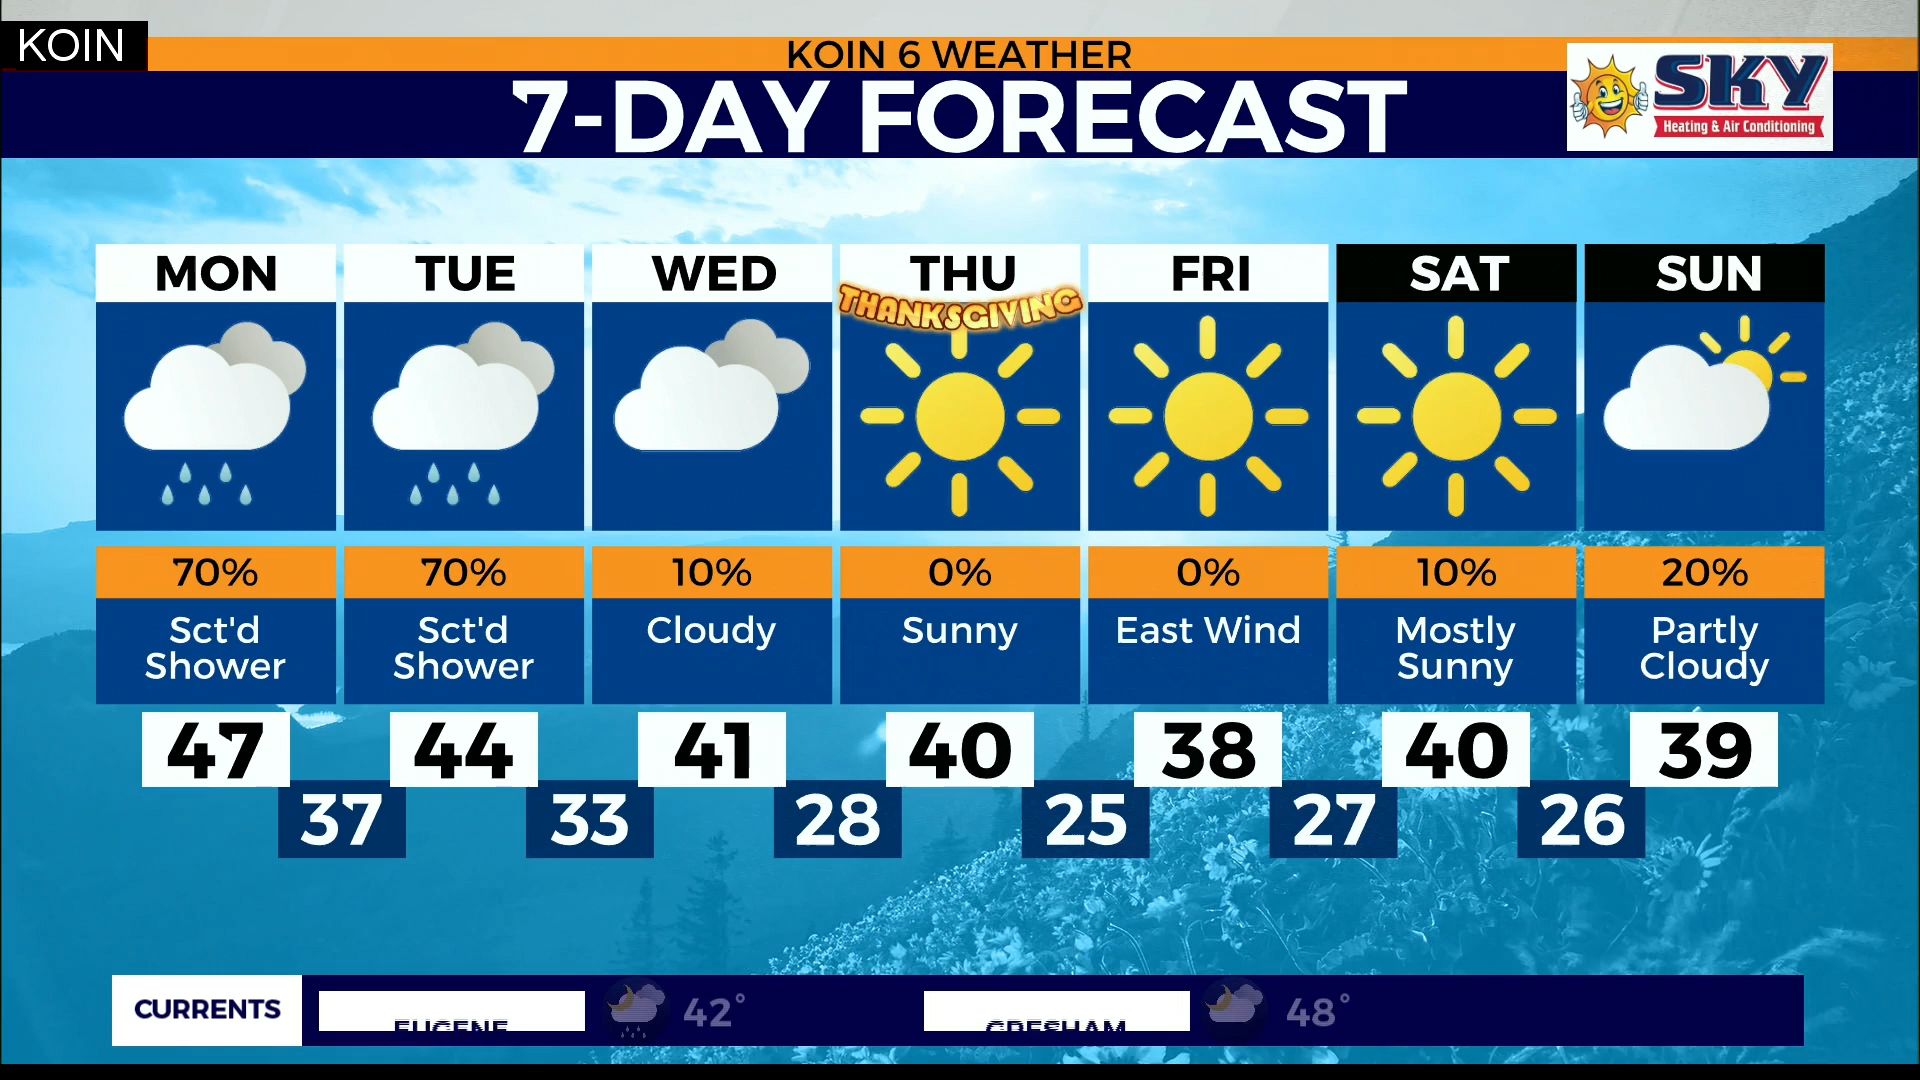 KOIN
KOIN 6 WEATHER
7-DAY FORECAST
SKY
Heating & Air Conditioning
MON TUE WED THU FRI SAT SUN
THANKSGIVING
70% 70% 10% 0% 0% 10% 20%
Sct'd Sct'd Cloudy Sunny East Wind Mostly Partly
Shower Shower Sunny Cloudy
47 44 41 40 38 40 39
37 33 28 25 27 26
CURRENTS EUGENE 42° GRESHAM 48°